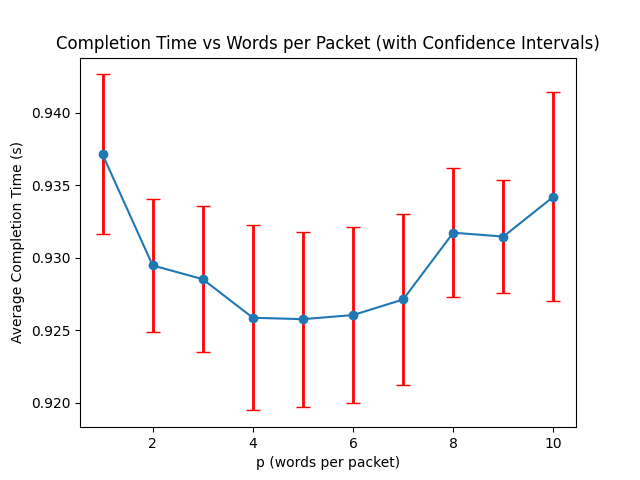 Completion Time vs Words per Packet (with Confidence Intervals)
Average Completion Time (s)
0.940
0.935
0.930
0.925
0.920
2 4 6 8 10
p (words per packet)